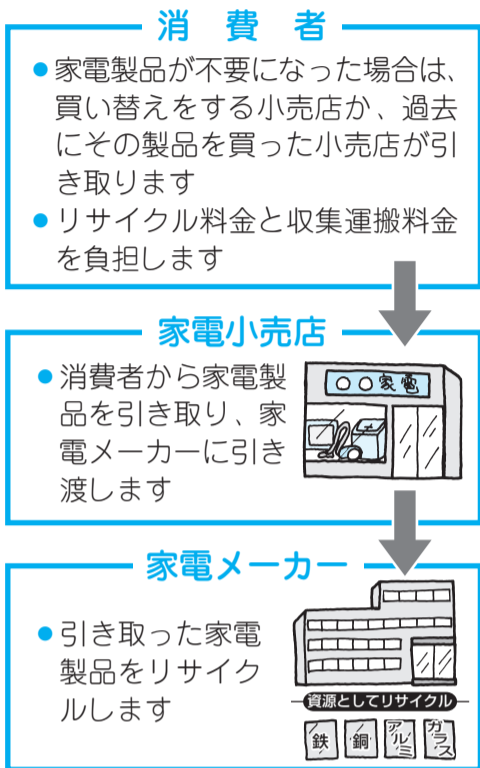 消費者
●家電製品が不要になった場合は、
買い替えをする小売店か、過去
にその製品を買った小売店が引
き取ります
●リサイクル料金と収集運搬料金
を負担します
家電小売店
●消費者から家電製
品を引き取り、家
電メーカーに引き
渡します
○○家電
家電メーカー
●引き取った家電
製品をリサイク
ルします
資源としてリサイクル
鉄 銅 アルミ ガラス